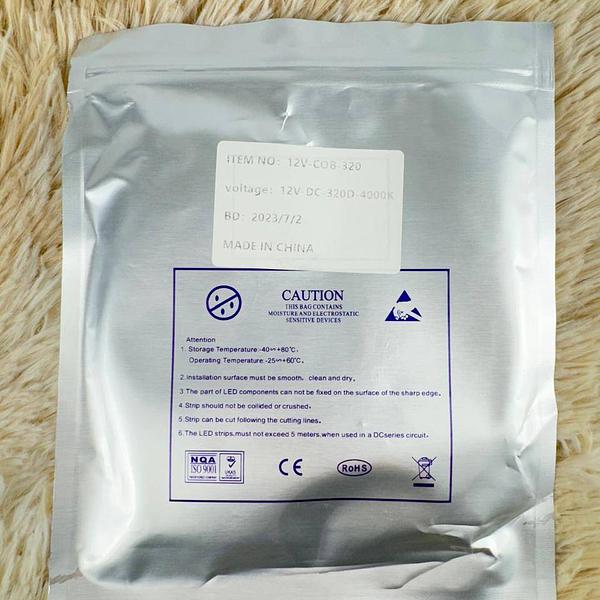 ITEM NO: 12V-COB-320
voltage: 12V-DC-320D-4000K
BD: 2023/7/2
MADE IN CHINA
CAUTION
THIS BAG CONTAINS
MOISTURE AND ELECTROSTATIC
SENSITIVE DEVICES
Attention
1. Storage Temperature:-40~+80℃.
Operating Temperature:-25~+60℃.
2.Installation surface must be smooth, clean and dry。
3.The part of LED components can not be fixed on the surface of the sharp edge。
4.Strip should not be collided or crushed.
5.Strip can be cut following the cutting lines.
6.The LED strips,must not exceed 5 meters,when used in a DCseries circuit.
NQA
ISO 9001
UKAS
CE
RoHS